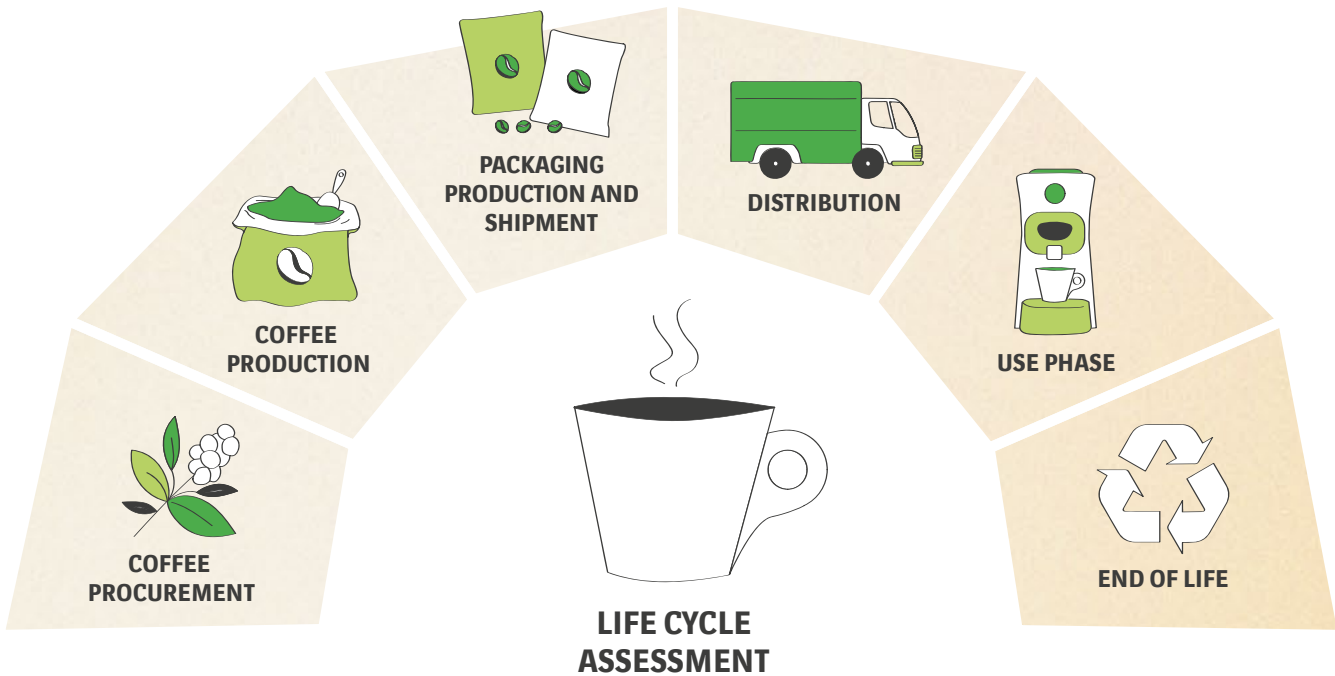 COFFEE
PROCUREMENT
COFFEE
PRODUCTION
PACKAGING
PRODUCTION AND
SHIPMENT
DISTRIBUTION
USE PHASE
END OF LIFE
LIFE CYCLE
ASSESSMENT